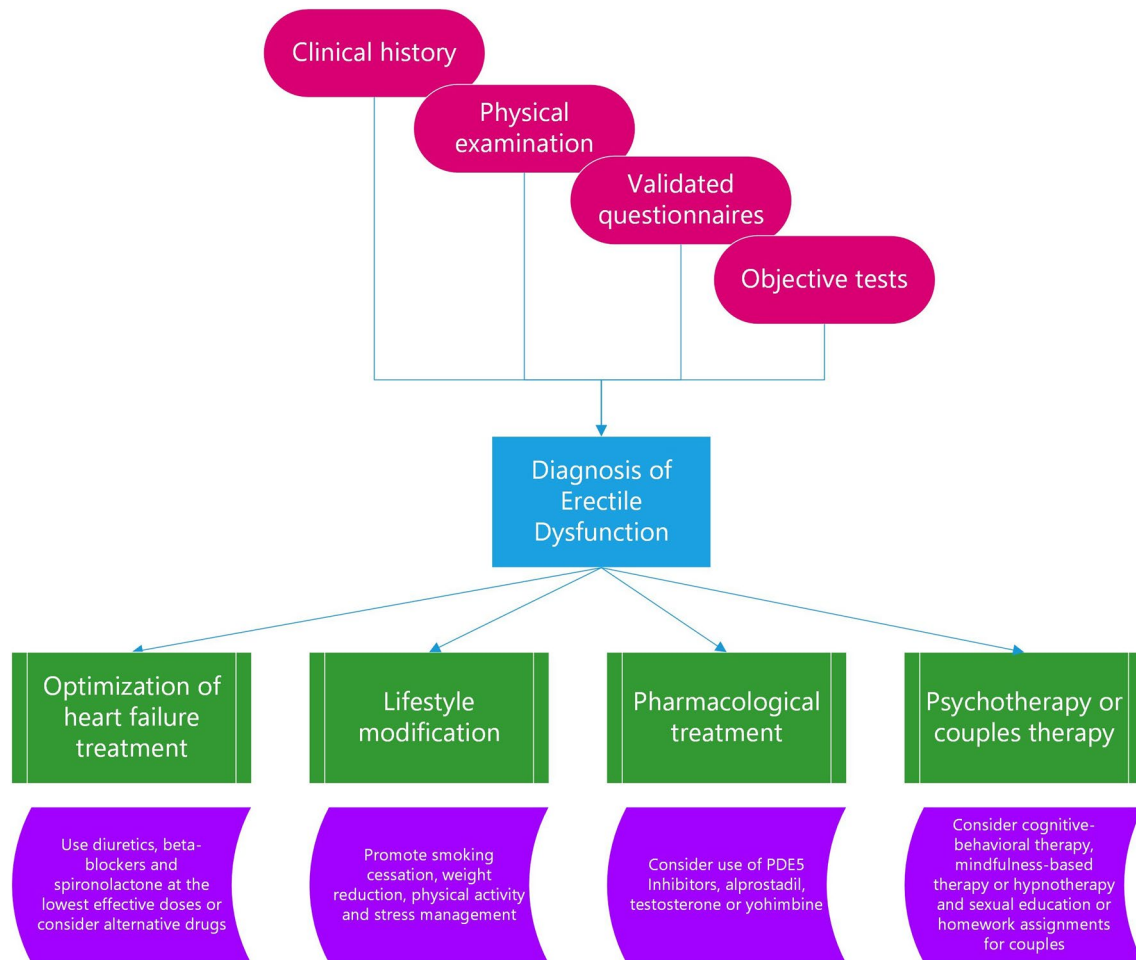 Clinical history
Physical
examination
Validated
questionnaires
Objective tests
Diagnosis of
Erectile
Dysfunction
Optimization of
heart failure
treatment
Lifestyle
modification
Pharmacological
treatment
Psychotherapy or
couples therapy
Use diuretics, beta-
blockers and
spironolactone at the
lowest effective doses or
consider alternative drugs
Promote smoking
cessation, weight
reduction, physical activity
and stress management
Consider use of PDE5
Inhibitors, alprostadil,
testosterone or yohimbine
Consider cognitive-
behavioral therapy,
mindfulness-based
therapy or hypnotherapy
and sexual education or
homework assignments
for couples